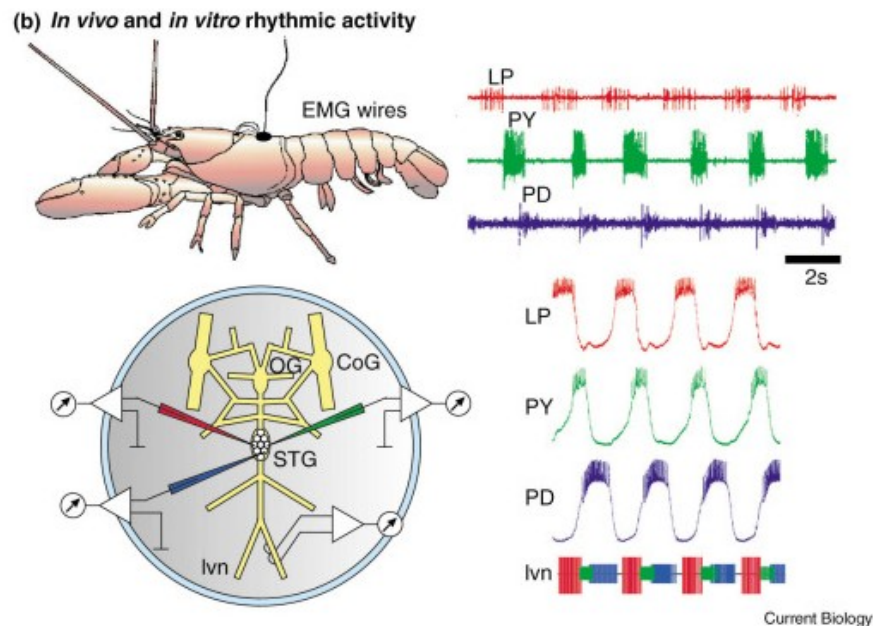 (b) In vivo and in vitro rhythmic activity
EMG wires
LP
PY
PD
2s
OG
CoG
STG
lvn
LP
PY
PD
lvn
Current Biology